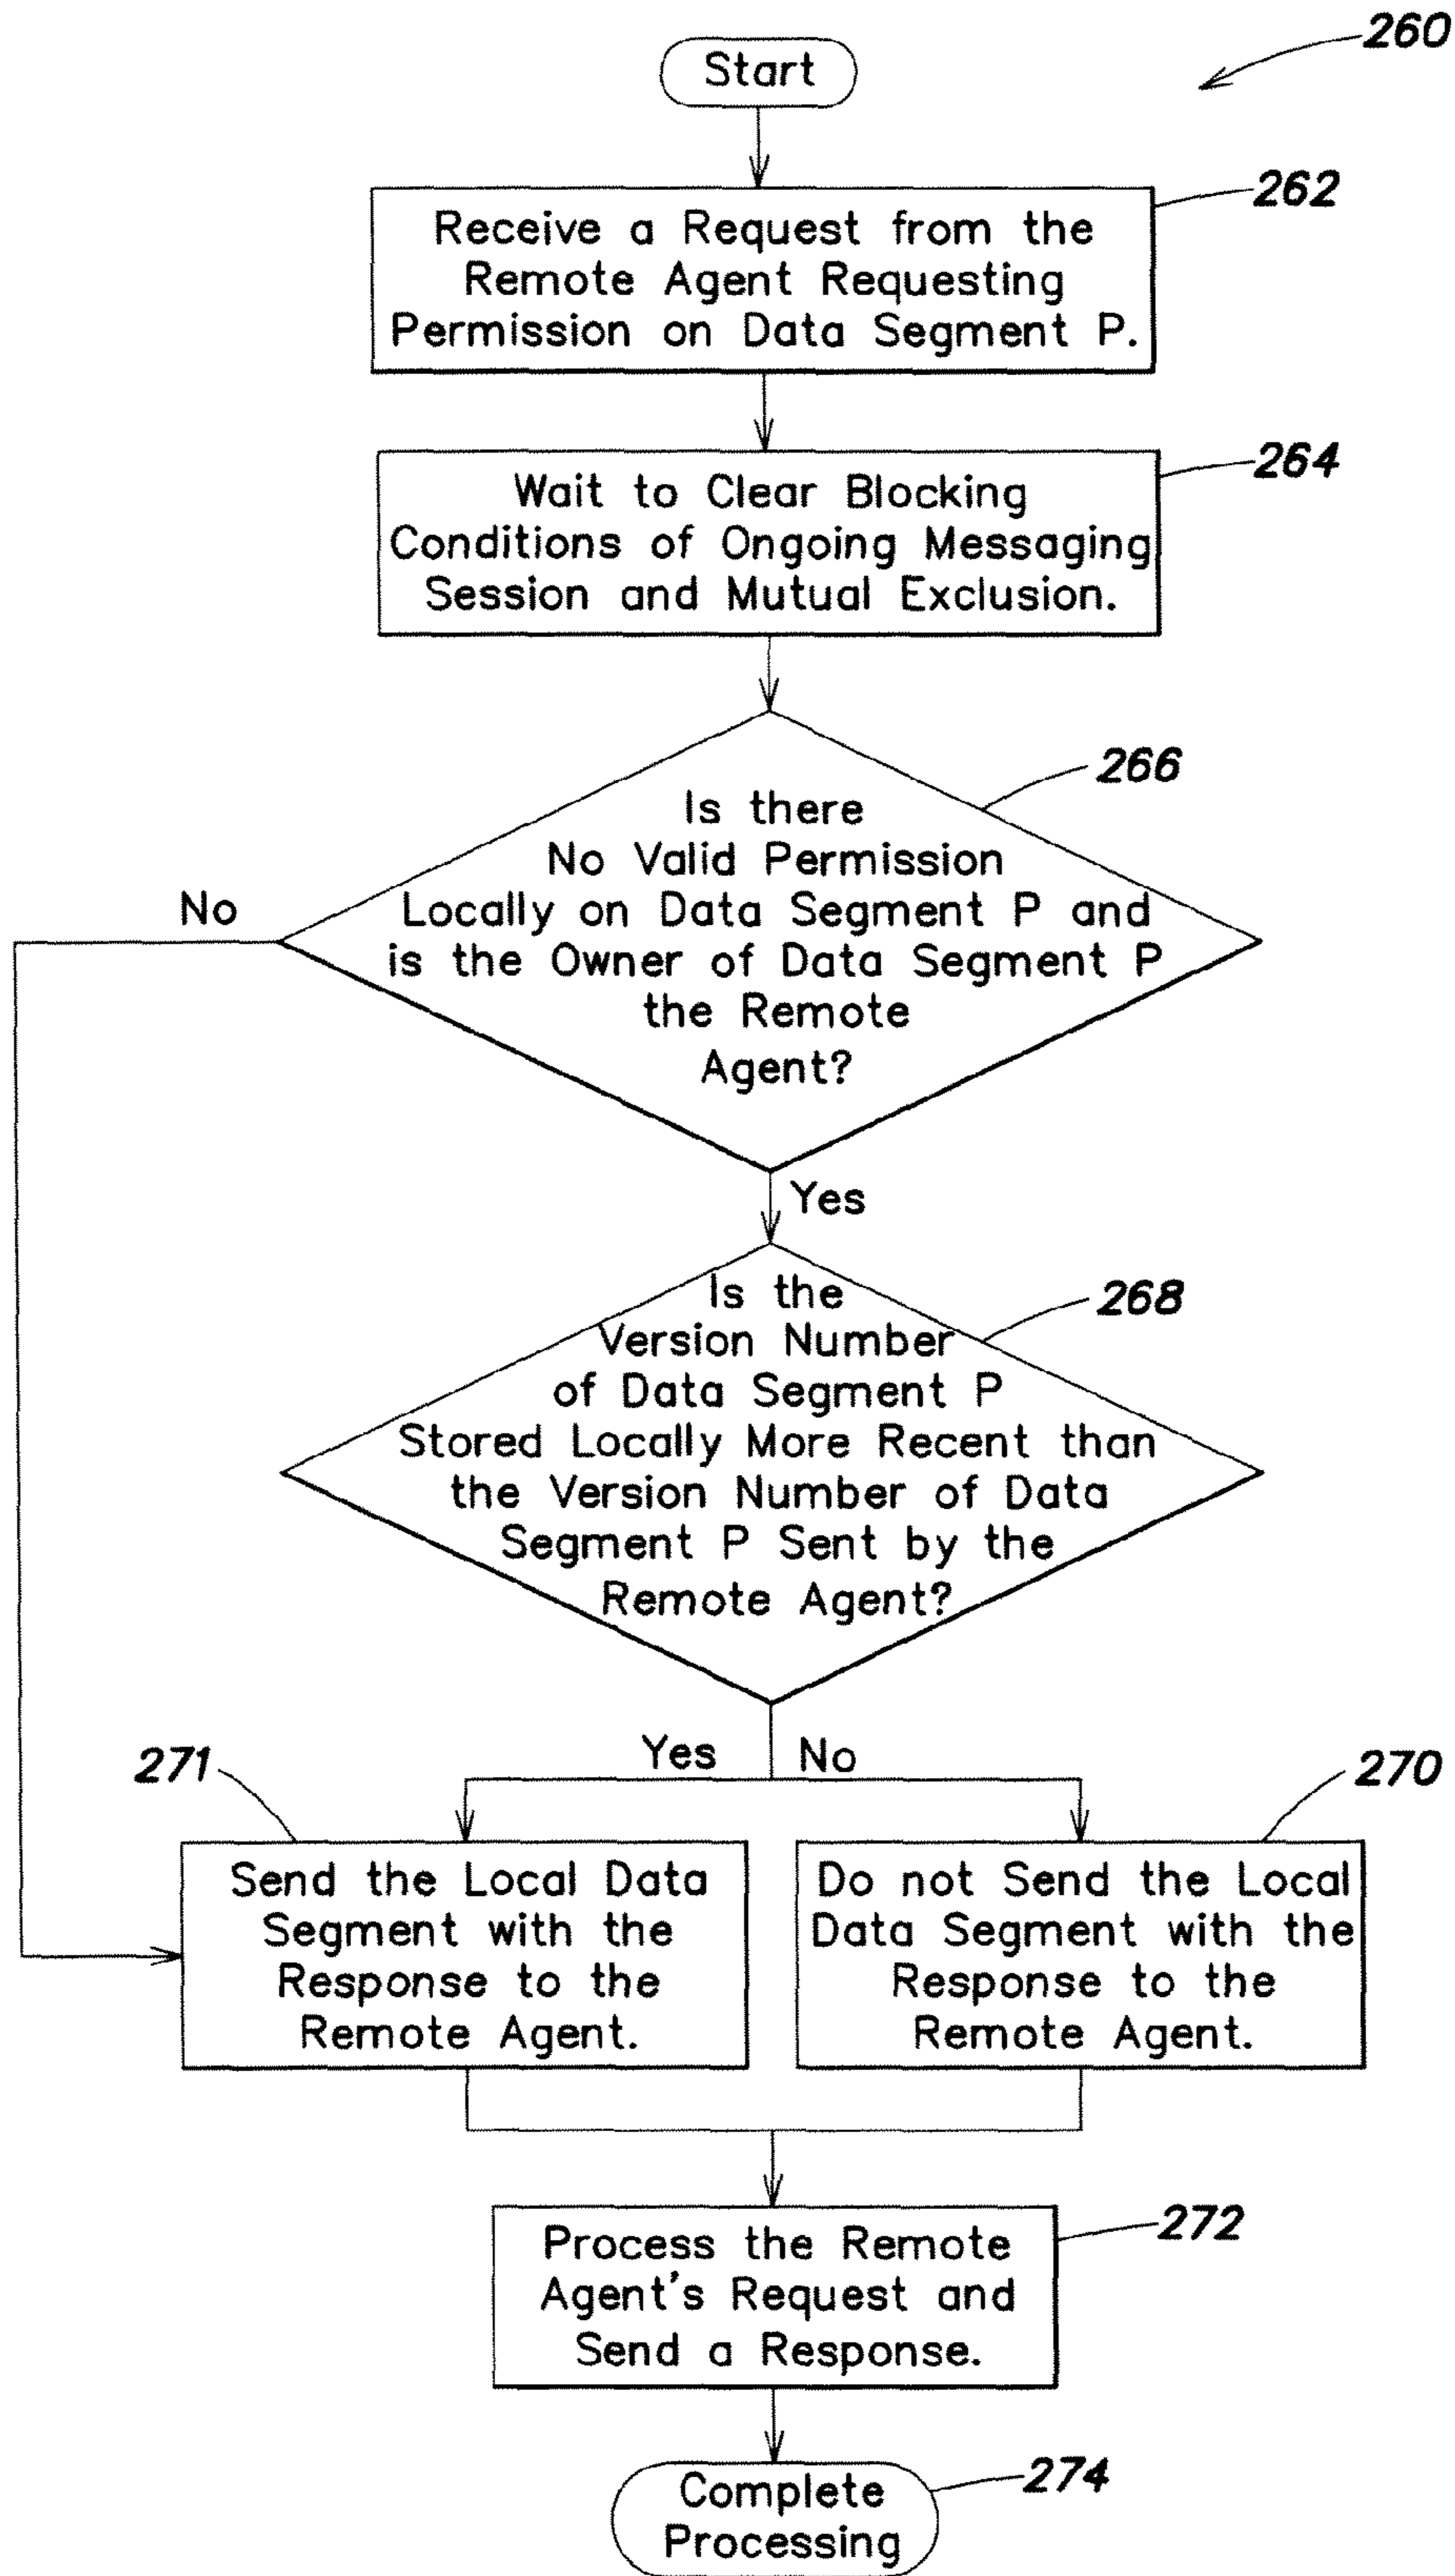 260
Start
262
Receive a Request from the
Remote Agent Requesting
Permission on Data Segment P.
264
Wait to Clear Blocking
Conditions of Ongoing Messaging
Session and Mutual Exclusion.
266
Is there
No Valid Permission
Locally on Data Segment P and
is the Owner of Data Segment P
the Remote
Agent?
No
Yes
268
Is the
Version Number
of Data Segment P
Stored Locally More Recent than
the Version Number of Data
Segment P Sent by the
Remote Agent?
Yes
No
271
Send the Local Data
Segment with the
Response to the
Remote Agent.
270
Do not Send the Local
Data Segment with the
Response to the
Remote Agent.
272
Process the Remote
Agent's Request and
Send a Response.
274
Complete
Processing